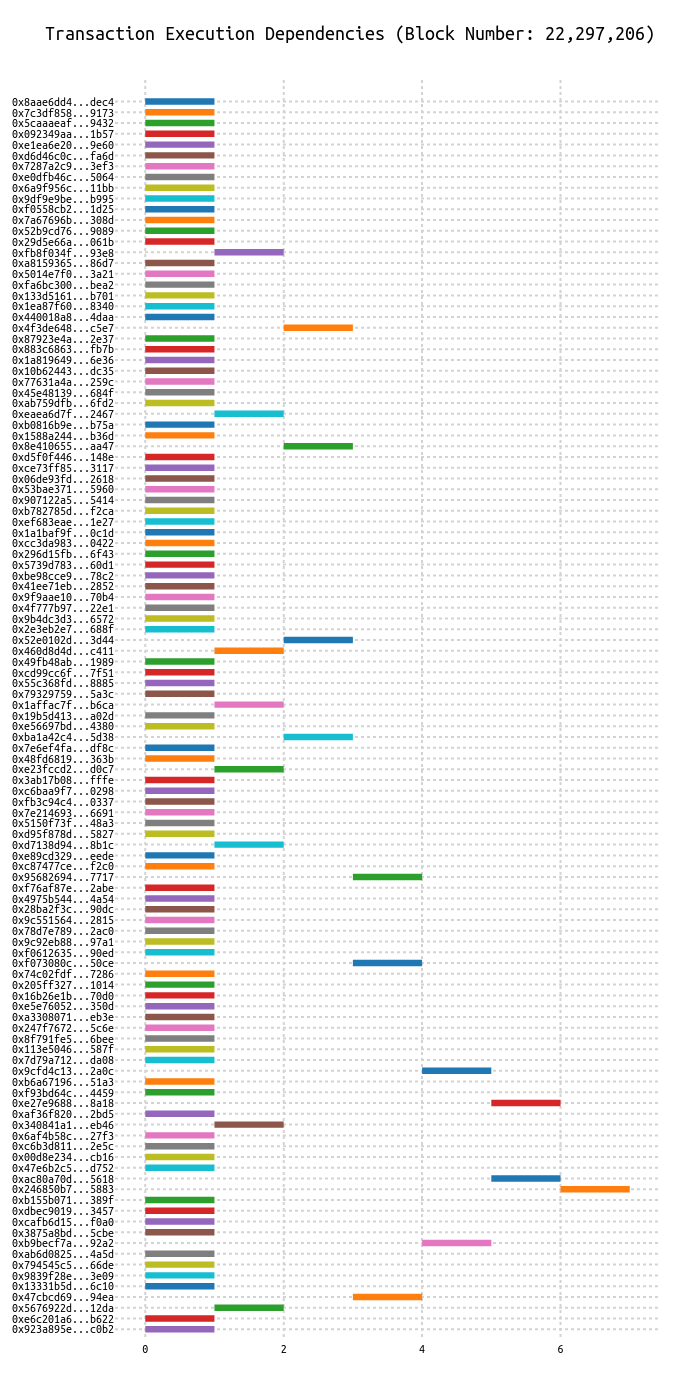 Transaction Execution Dependencies (Block Number: 22,297,206)
0x8aae6dd4...dec4
0x7c3df858...9173
0x5caaaeaf...9432
0x092349aa...1b57
0xe1ea6e20...9e60
0xd6d46c0c...fa6d
0x7287a2c9...3ef3
0xe0dfb46c...5064
0x6a9f956c...11bb
0x9df9e9be...b995
0xf0558cb2...1d25
0x7a67696b...308d
0x52b9cd76...9089
0x29d5e66a...061b
0xfb8f034f...93e8
0xa8159365...86d7
0x5014e7f0...3a21
0xfa6bc300...bea2
0x133d5161...b701
0x1ea87f60...8340
0x440018a8...4daa
0x4f3de648...c5e7
0x87923e4a...2e37
0x883c6863...fb7b
0x1a819649...6e36
0x10b62443...dc35
0x77631a4a...259c
0x45e48139...684f
0xab759dfb...6fd2
0xeaea6d7f...2467
0xb0816b9e...b75a
0x1588a244...b36d
0x8e410655...aa47
0xd5f0f446...148e
0xce73ff85...3117
0x06de93fd...2618
0x53bae371...5960
0x907122a5...5414
0xb782785d...f2ca
0xef683eae...1e27
0x1a1baf9f...0c1d
0xcc3da983...0422
0x296d15fb...6f43
0x5739d783...60d1
0xbe98cce9...78c2
0x41ee71eb...2852
0x9f9aae10...70b4
0x4f777b97...22e1
0x9b4dc3d3...6572
0x2e3eb2e7...688f
0x52e0102d...3d44
0x460d8d4d...c411
0x49fb48ab...1989
0xcd99cc6f...7f51
0x55c368fd...8885
0x79329759...5a3c
0x1affac7f...b6ca
0x19b5d413...a02d
0xe56697bd...4380
0xba1a42c4...5d38
0x7e6ef4fa...df8c
0x48fd6819...363b
0xe23fccd2...d0c7
0x3ab17b08...fffe
0xc6baa9f7...0298
0xfb3c94c4...0337
0x7e214693...6691
0x5150f73f...48a3
0xd95f878d...5827
0xd7138d94...8b1c
0xe89cd329...eede
0xc87477ce...f2c0
0x95682694...7717
0xf76af87e...2abe
0x4975b544...4a54
0x28ba2f3c...90dc
0x9c551564...2815
0x78d7e789...2ac0
0x9c92eb88...97a1
0xf0612635...90ed
0xf073080c...50ce
0x74c02fdf...7286
0x205ff327...1014
0x16b26e1b...70d0
0xe5e76052...350d
0xa3308071...eb3e
0x247f7672...5c6e
0x8f791fe5...6bee
0x113e5046...587f
0x7d79a712...da08
0x9cfd4c13...2a0c
0xb6a67196...51a3
0xf93bd64c...4459
0xe27e9688...8a18
0xaf36f820...2bd5
0x340841a1...eb46
0x6af4b58c...27f3
0xc6b3d811...2e5c
0x00d8e234...cb16
0x47e6b2c5...d752
0xac80a70d...5618
0x246850b7...5883
0xb155b071...389f
0xdbec9019...3457
0xcafb6d15...f0a0
0x3875a8bd...5cbe
0xb9becf7a...92a2
0xab6d0825...4a5d
0x794545c5...66de
0x9839f28e...3e09
0x13331b5d...6c10
0x47cbcd69...94ea
0x5676922d...12da
0xe6c201a6...b622
0x923a895e...c0b2
0 2 4 6